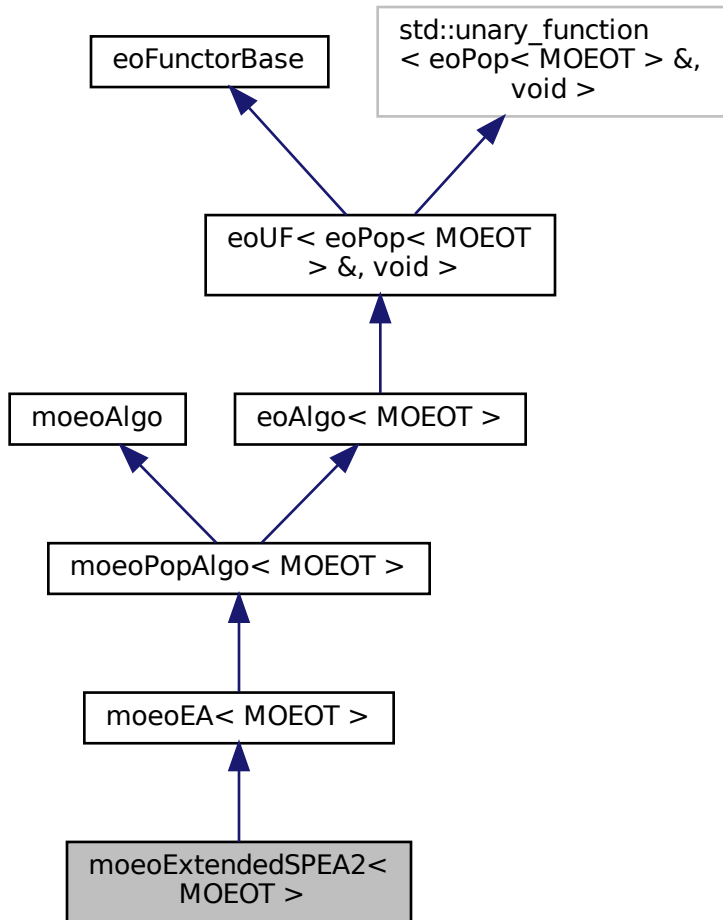 eoFunctorBase
std::unary_function
< eoPop< MOEOT > &,
void >
eoUF< eoPop< MOEOT
> &, void >
moeoAlgo
eoAlgo< MOEOT >
moeoPopAlgo< MOEOT >
moeoEA< MOEOT >
moeoExtendedSPEA2<
MOEOT >